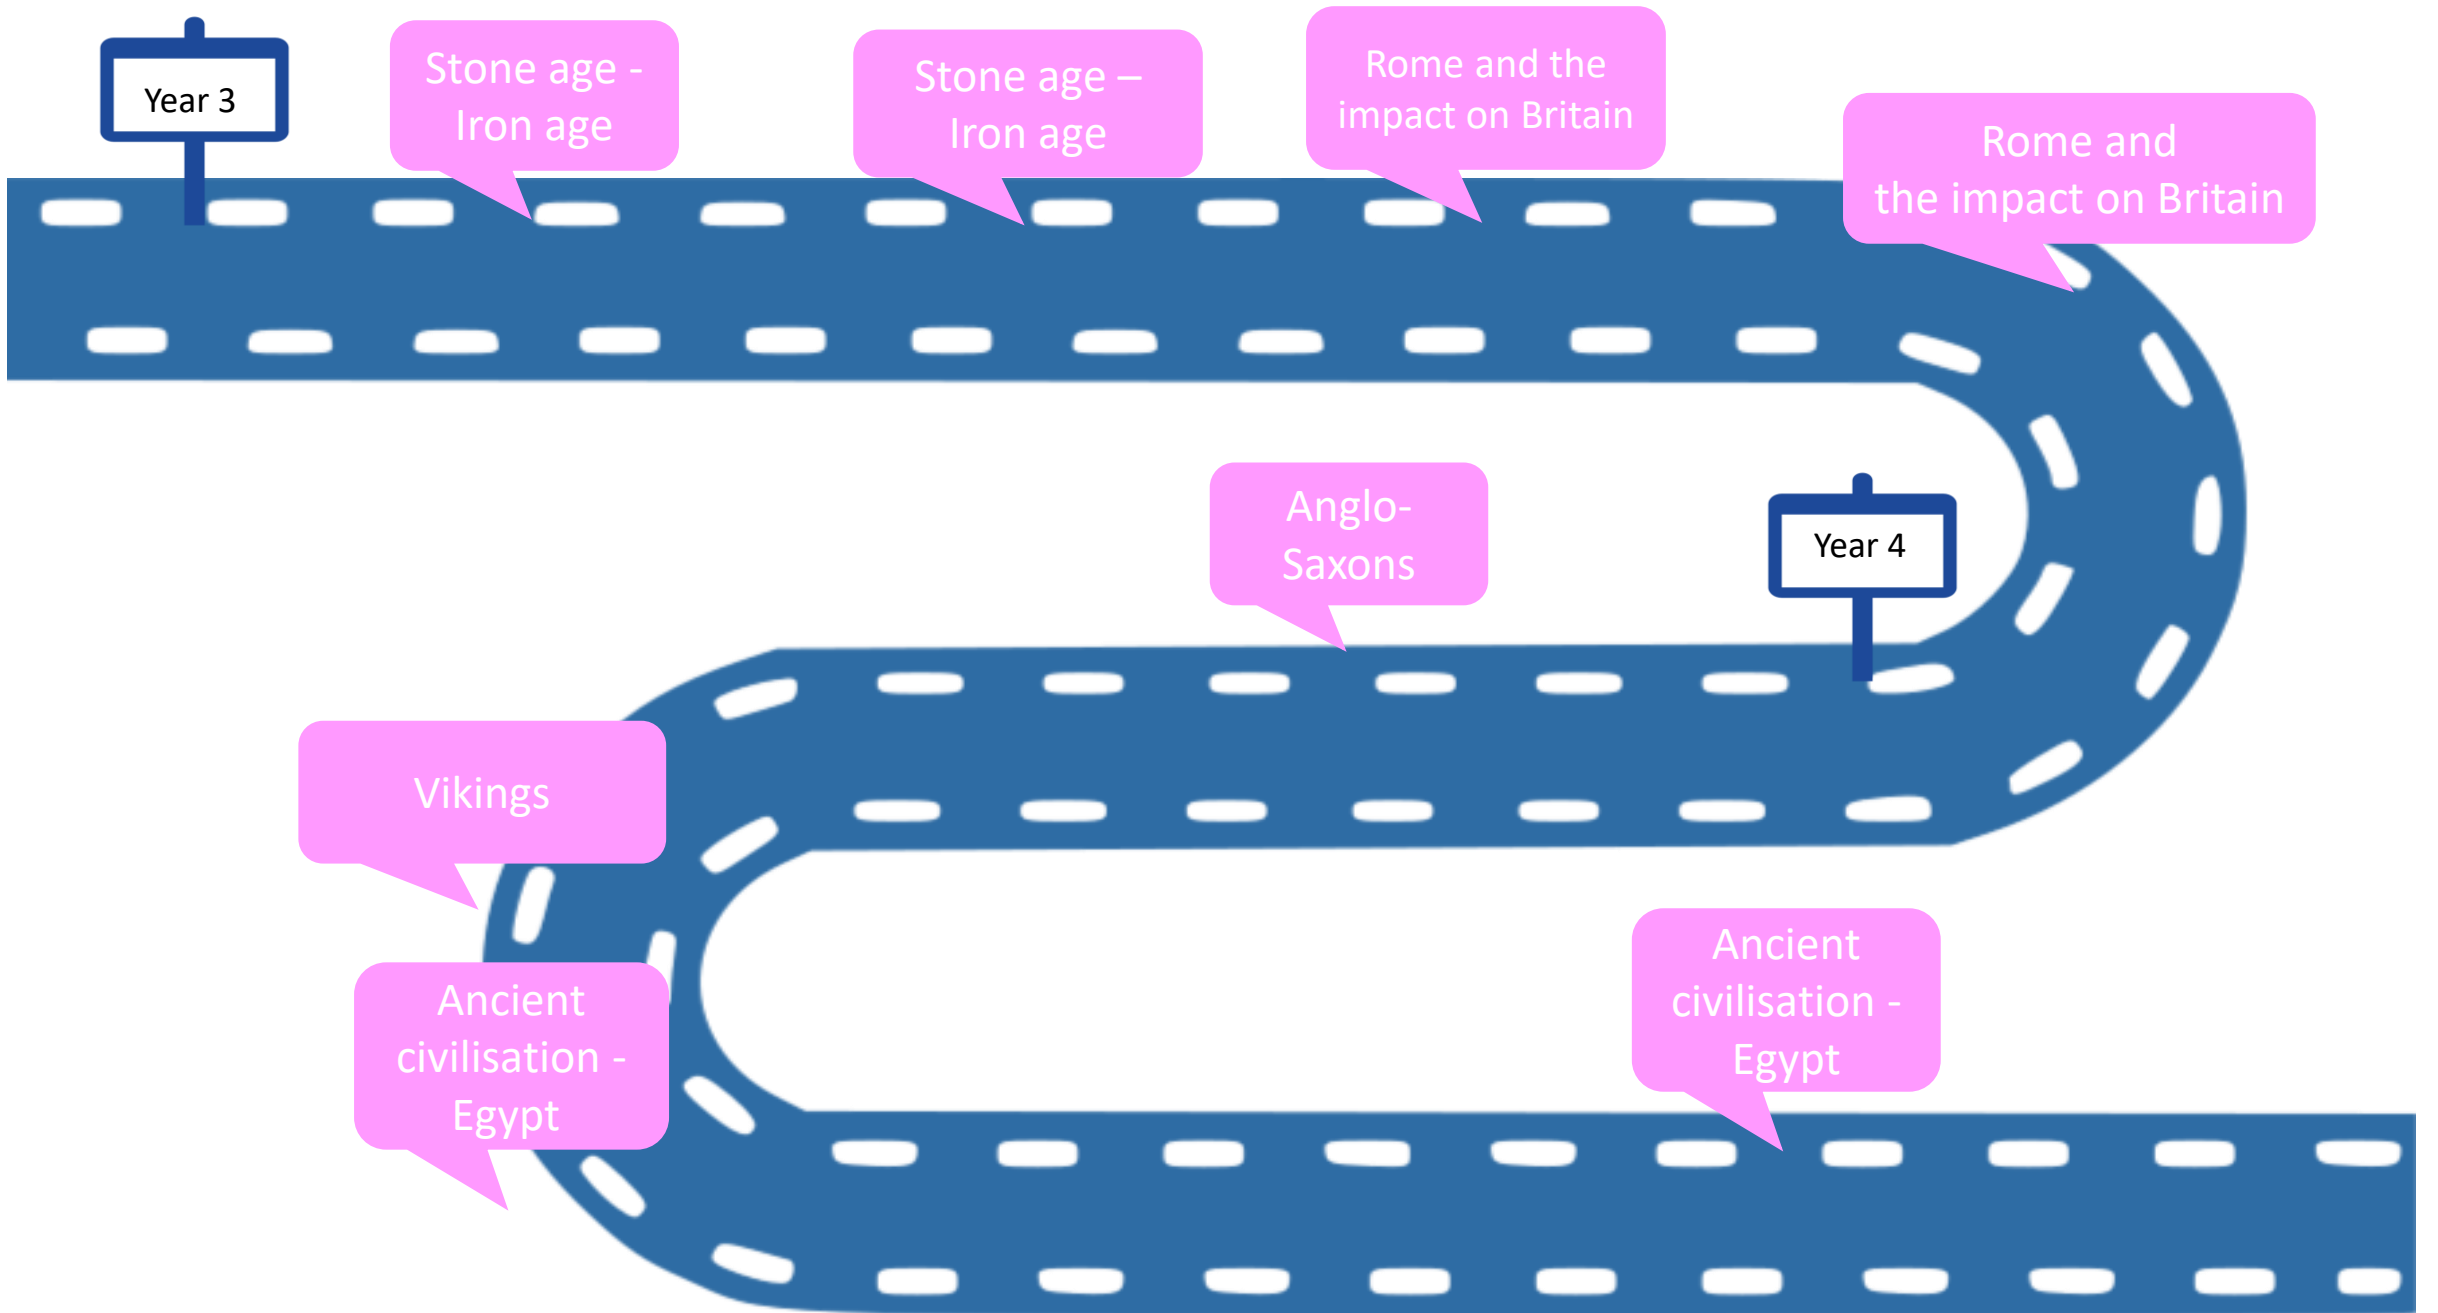 Year 3
Stone age -
Iron age
Stone age –
Iron age
Rome and the
impact on Britain
Rome and
the impact on Britain
Year 4
Anglo-
Saxons
Vikings
Ancient
civilisation -
Egypt
Ancient
civilisation -
Egypt